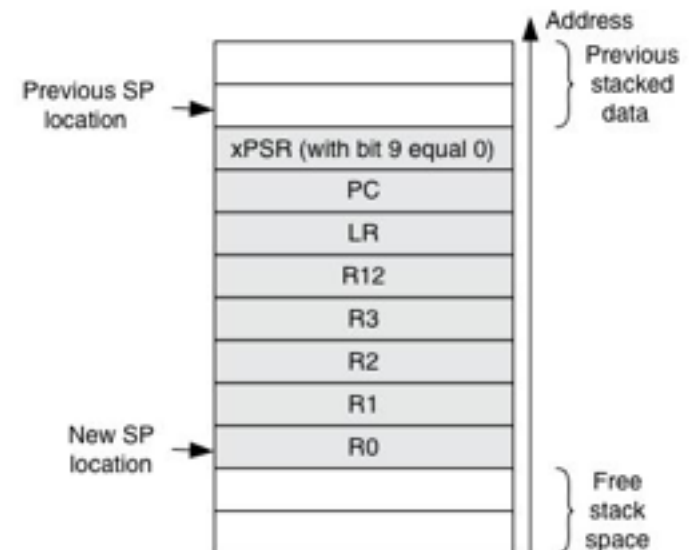 Address
Previous
stacked
data
Previous SP
location
xPSR (with bit 9 equal 0)
PC
LR
R12
R3
R2
R1
R0
New SP
location
Free
stack
space